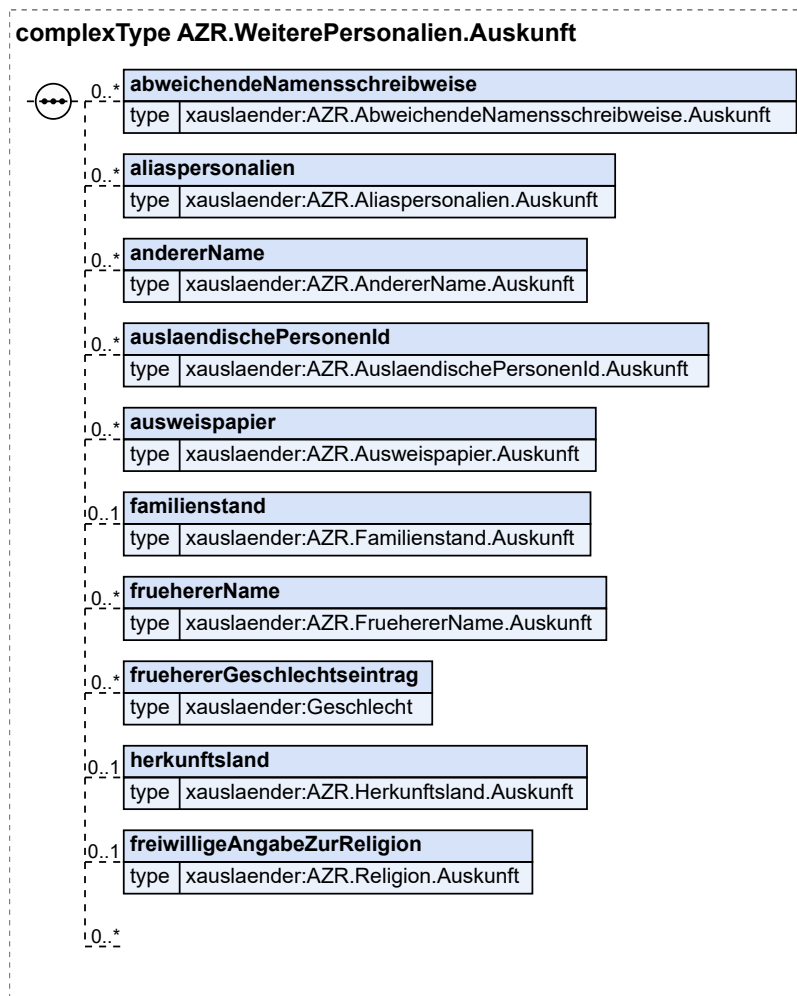 complexType AZR.WeiterePersonalien.Auskunft
0..* abweichendeNamensschreibweise
type xauslaender:AZR.AbweichendeNamensschreibweise.Auskunft
0..* aliaspersonalien
type xauslaender:AZR.Aliaspersonalien.Auskunft
0..* andererName
type xauslaender:AZR.AndererName.Auskunft
0..* auslaendischePersonenId
type xauslaender:AZR.AuslaendischePersonenId.Auskunft
0..* ausweispapier
type xauslaender:AZR.Ausweispapier.Auskunft
0..1 familienstand
type xauslaender:AZR.Familienstand.Auskunft
0..* fruehererName
type xauslaender:AZR.FruehererName.Auskunft
0..* fruehererGeschlechtseintrag
type xauslaender:Geschlecht
0..1 herkunftsland
type xauslaender:AZR.Herkunftsland.Auskunft
0..1 freiwilligeAngabeZurReligion
type xauslaender:AZR.Religion.Auskunft
0..*